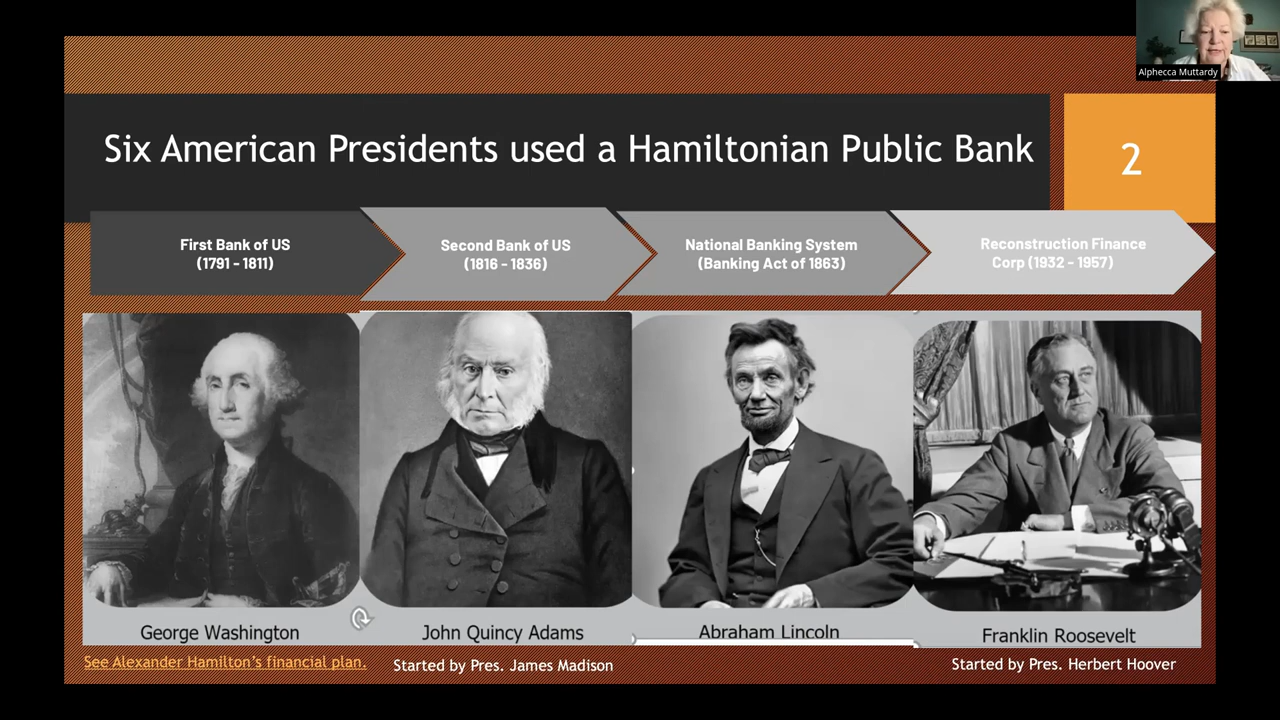 Alphecca Muttardy
Six American Presidents used a Hamiltonian Public Bank
2
First Bank of US
(1791 - 1811)
Second Bank of US
(1816 - 1836)
National Banking System
(Banking Act of 1863)
Reconstruction Finance
Corp (1932 - 1957)
George Washington
John Quincy Adams
Abraham Lincoln
Franklin Roosevelt
See Alexander Hamilton's financial plan.
Started by Pres. James Madison
Started by Pres. Herbert Hoover